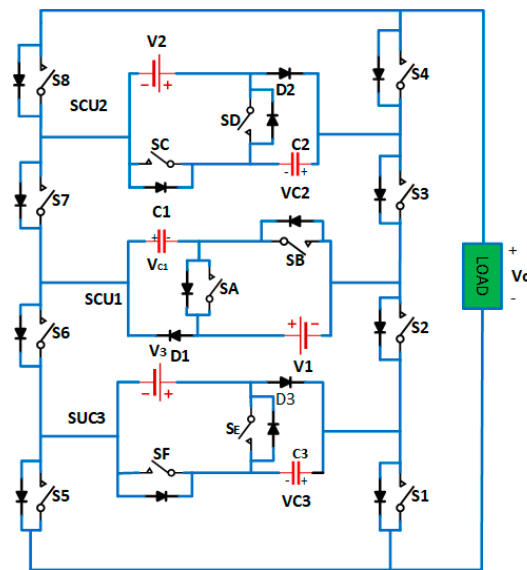 V2
S8
S4
D2
SCU2
SD
SC
C2
- +
VC2
S7
S3
C1
+ -
VC1
SB
SA
LOAD
+
Vo
-
SCU1
+ -
S6
S2
V3
D1
V1
- +
D3
SUC3
SE
SF
C3
- +
VC3
S5
S1
- +